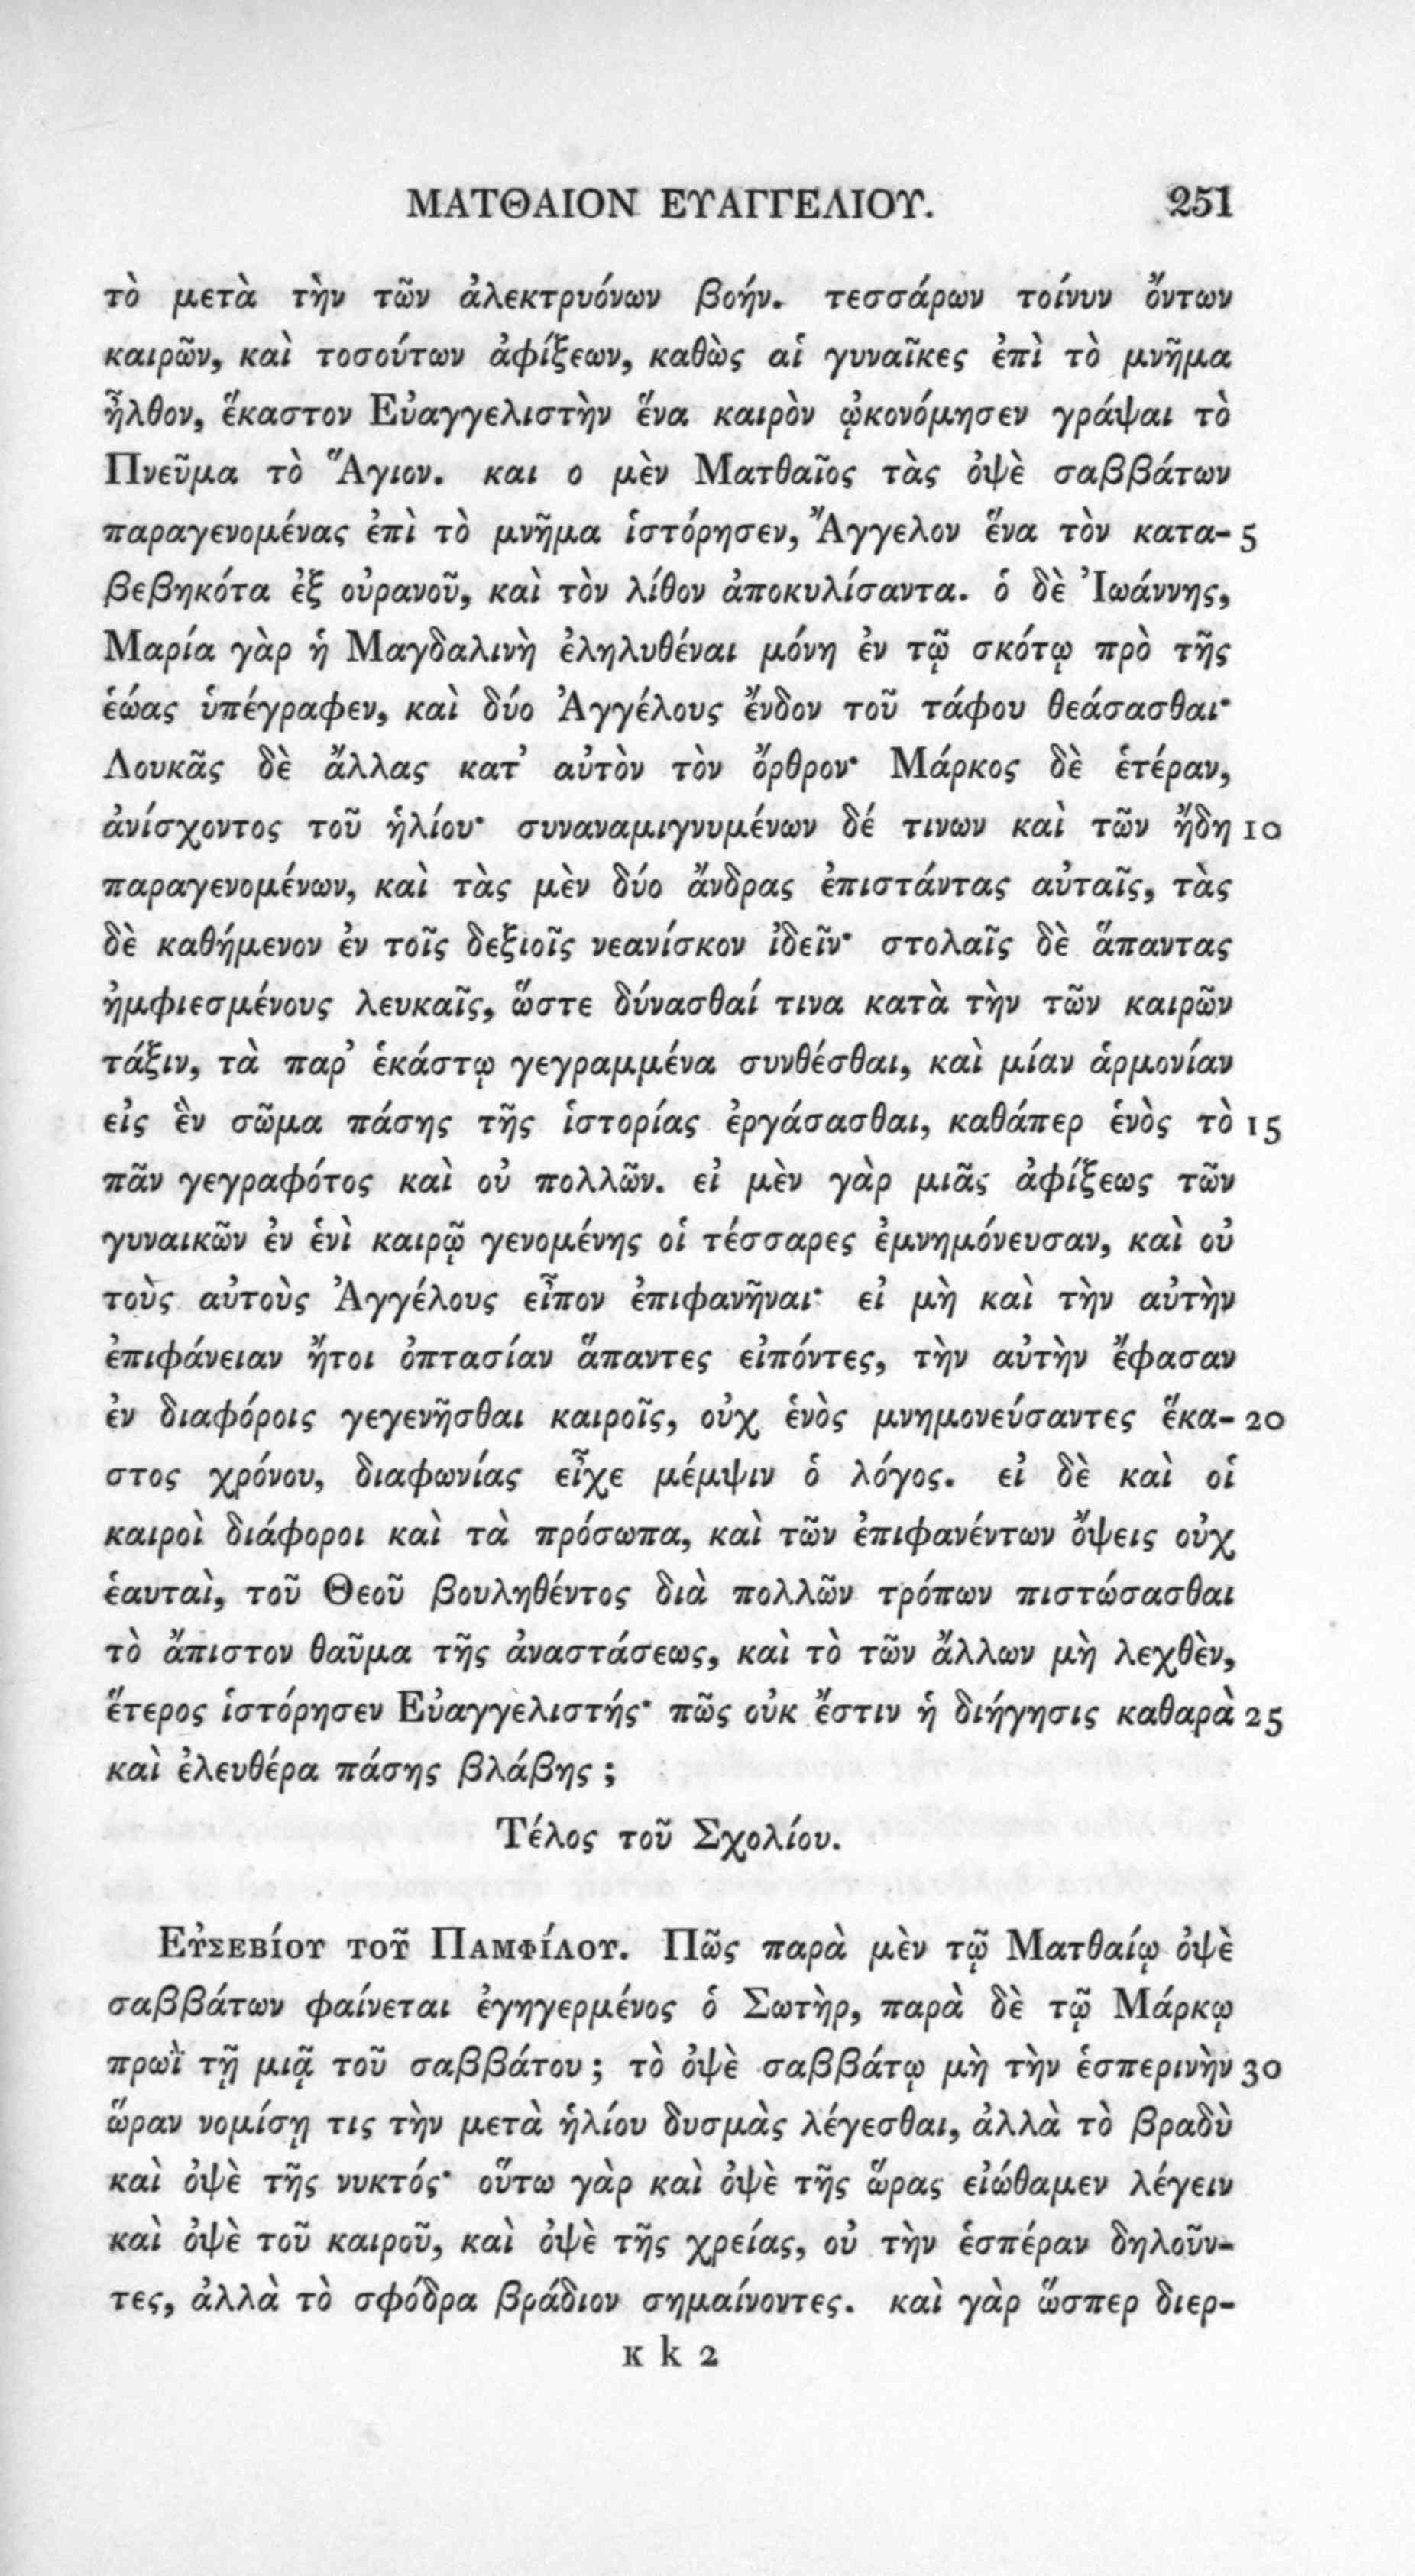 ΜΑΤΘΑΙΟΝ ΕΥΑΓΓΕΛΙΟΥ. 251
τὸ μετὰ τὴν τῶν ἀλεκτρυόνων βοήν. τεσσάρων τοίνυν ὄντων
καιρῶν, καὶ τοσούτων ἀφίξεων, καθὼς αἱ γυναῖκες ἐπὶ τὸ μνῆμα
ἦλθον, ἕκαστον Εὐαγγελιστὴν ἕνα καιρὸν ᾠκονόμησεν γράψαι τὸ
Πνεῦμα τὸ Ἅγιον. και ο μὲν Ματθαῖος τὰς ὀψὲ σαββάτων
παραγενομένας ἐπὶ τὸ μνῆμα ἱστόρησεν, Ἄγγελον ἕνα τὸν κατα- 5
βεβηκότα ἐξ οὐρανοῦ, καὶ τὸν λίθον ἀποκυλίσαντα. ὁ δὲ Ἰωάννης,
Μαρία γὰρ ἡ Μαγδαλινὴ ἐληλυθέναι μόνη ἐν τῷ σκότῳ πρὸ τῆς
ἑώας ὑπέγραφεν, καὶ δύο Ἀγγέλους ἔνδον τοῦ τάφου θεάσασθαι·
Λουκᾶς δὲ ἄλλας κατ᾽ αὐτὸν τὸν ὄρθρον· Μάρκος δὲ ἑτέραν,
ἀνίσχοντος τοῦ ἡλίου· συναναμιγνυμένων δέ τινων καὶ τῶν ἤδη 10
παραγενομένων, καὶ τὰς μὲν δύο ἄνδρας ἐπιστάντας αὐταῖς, τὰς
δὲ καθήμενον ἐν τοῖς δεξιοῖς νεανίσκον ἰδεῖν· στολαῖς δὲ ἅπαντας
ἠμφιεσμένους λευκαῖς, ὥστε δύνασθαί τινα κατὰ τὴν τῶν καιρῶν
τάξιν, τὰ παρ᾽ ἑκάστῳ γεγραμμένα συνθέσθαι, καὶ μίαν ἁρμονίαν
εἰς ἓν σῶμα πάσης τῆς ἱστορίας ἐργάσασθαι, καθάπερ ἑνὸς τὸ 15
πᾶν γεγραφότος καὶ οὐ πολλῶν. εἰ μὲν γὰρ μιᾶς ἀφίξεως τῶν
γυναικῶν ἐν ἑνὶ καιρῷ γενομένης οἱ τέσσαρες ἐμνημόνευσαν, καὶ οὐ
τοὺς αὐτοὺς Ἀγγέλους εἶπον ἐπιφανῆναι· εἰ μὴ καὶ τὴν αὐτὴν
ἐπιφάνειαν ἤτοι ὀπτασίαν ἅπαντες εἰπόντες, τὴν αὐτὴν ἔφασαν
ἐν διαφόροις γεγενῆσθαι καιροῖς, οὐχ ἑνὸς μνημονεύσαντες ἕκα- 20
στος χρόνου, διαφωνίας εἶχε μέμψιν ὁ λόγος. εἰ δὲ καὶ οἱ
καιροὶ διάφοροι καὶ τὰ πρόσωπα, καὶ τῶν ἐπιφανέντων ὄψεις οὐχ
ἑαυταὶ, τοῦ Θεοῦ βουληθέντος διὰ πολλῶν τρόπων πιστώσασθαι
τὸ ἄπιστον θαῦμα τῆς ἀναστάσεως, καὶ τὸ τῶν ἄλλων μὴ λεχθὲν,
ἕτερος ἱστόρησεν Εὐαγγελιστής· πῶς οὐκ ἔστιν ἡ διήγησις καθαρὰ 25
καὶ ἐλευθέρα πάσης βλάβης ;
Τέλος τοῦ Σχολίου.
ΕὐΣΕΒίΟΥ ΤΟῦ ΠΑΜΦίΛΟΥ. Πῶς παρὰ μὲν τῷ Ματθαίῳ ὀψὲ
σαββάτων φαίνεται ἐγηγερμένος ὁ Σωτὴρ, παρὰ δὲ τῷ Μάρκῳ
πρωῒ τῇ μιᾷ τοῦ σαββάτου ; τὸ ὀψὲ σαββάτῳ μὴ τὴν ἑσπερινὴν 30
ὥραν νομίσῃ τις τὴν μετὰ ἡλίου δυσμὰς λέγεσθαι, ἀλλὰ τὸ βραδὺ
καὶ ὀψὲ τῆς νυκτός· οὕτω γὰρ καὶ ὀψὲ τῆς ὥρας εἰώθαμεν λέγειν
καὶ ὀψὲ τοῦ καιροῦ, καὶ ὀψὲ τῆς χρείας, οὐ τὴν ἑσπέραν δηλοῦν-
τες, ἀλλὰ τὸ σφόδρα βράδιον σημαίνοντες. καὶ γὰρ ὥσπερ διερ-
K k 2